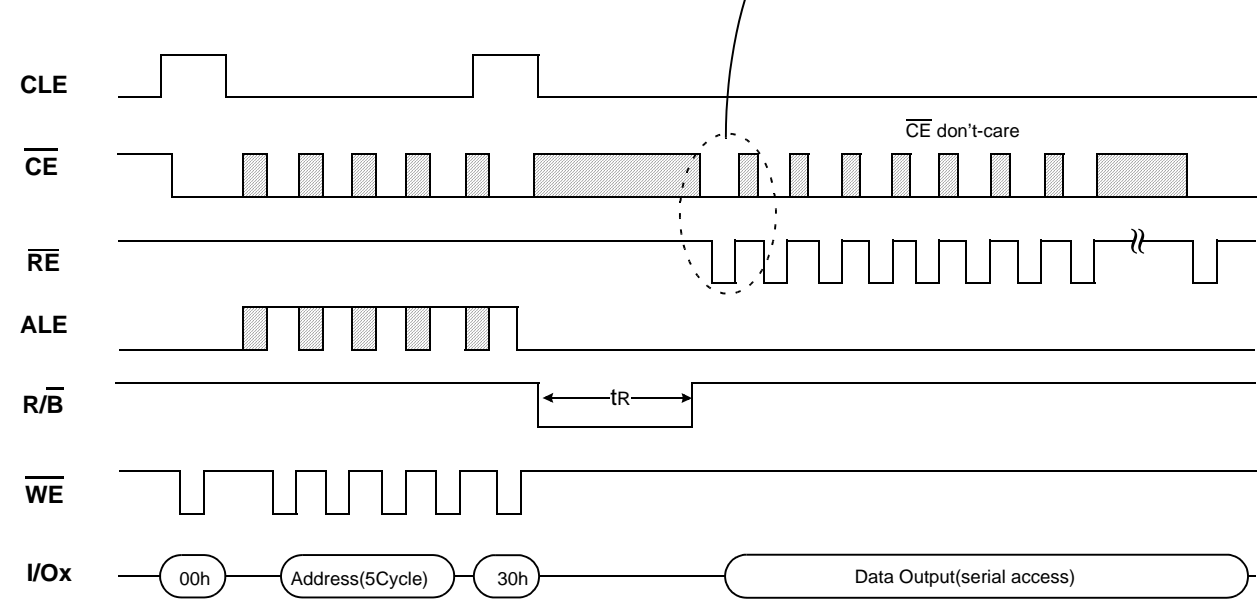 CLE
CE don't-care
CE
RE
ALE
R/B
tR
WE
I/Ox
00h
Address(5Cycle)
30h
Data Output(serial access)